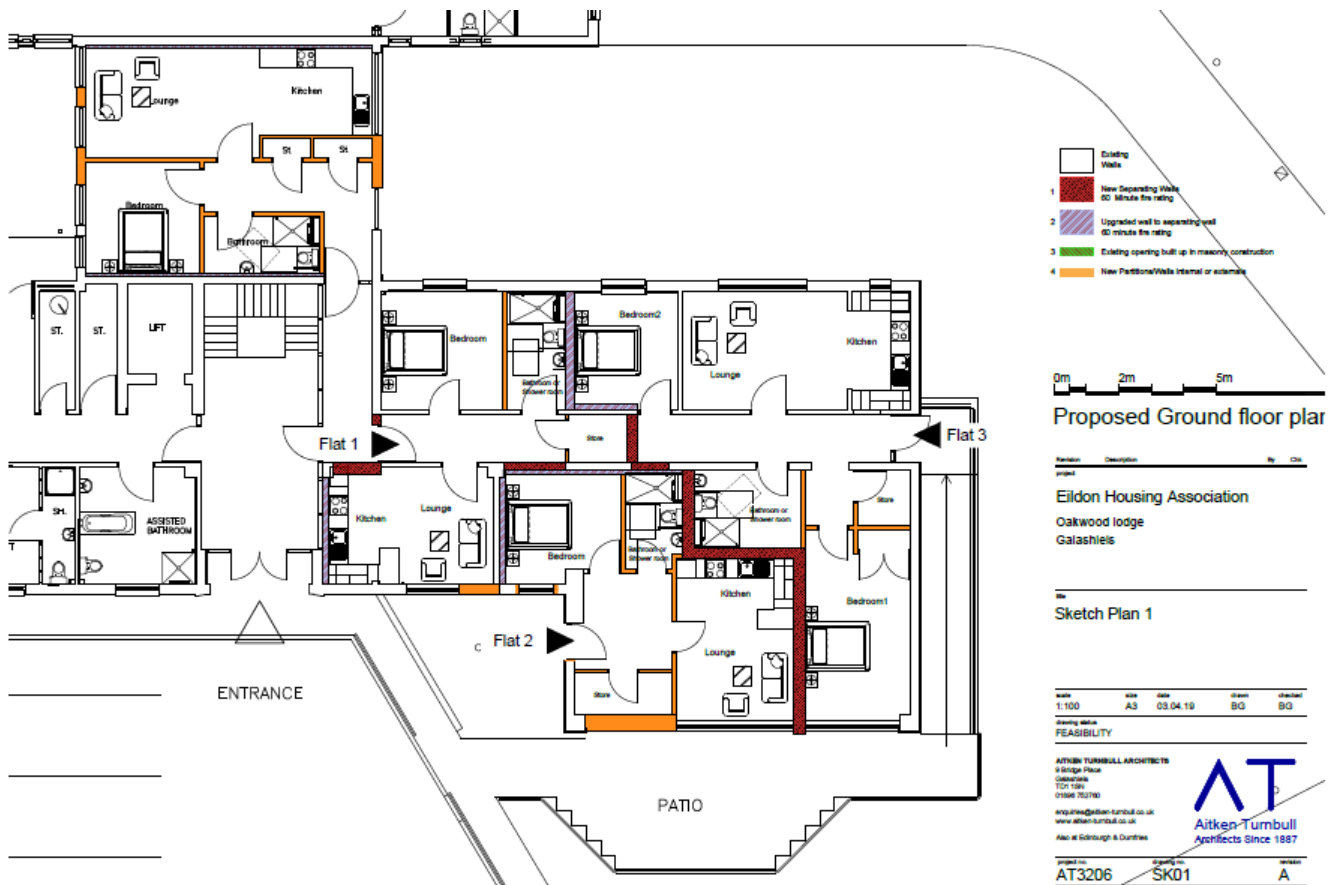 Lounge
Kitchen
St
St
Bedroom
Bathroom
ST.
ST.
LIFT
Bedroom
Bathroom or
Shower room
Bedroom2
Lounge
Kitchen
Flat 1
Store
Flat 3
SH.
ASSISTED
BATHROOM
Kitchen
Lounge
Bedroom
Bathroom or
Shower room
Bathroom or
Shower room
Store
Kitchen
Bedroom1
C
Flat 2
Lounge
Store
ENTRANCE
PATIO
Existing
Walls
1
New Separating Walls
60 Minute fire rating
2
Upgraded wall to separating wall
60 minute fire rating
3
Existing opening built up in masonry construction
4
New Partitions/Walls internal or externals
0m 2m 5m
Proposed Ground floor plan
Revision Description By Chk
project
Eildon Housing Association
Oakwood lodge
Galashiels
title
Sketch Plan 1
scale size date drawn checked
1:100 A3 03.04.19 BG BG
drawing status
FEASIBILITY
AITKEN TURNBULL ARCHITECTS
9 Bridge Place
Galashiels
TD1 1SN
01896 752760
enquiries@aitken-turnbull.co.uk
www.aitken-turnbull.co.uk
Also at Edinburgh & Dumfries
AT
Aitken Turnbull
Architects Since 1887
project no. drawing no. revision
AT3206 SK01 A